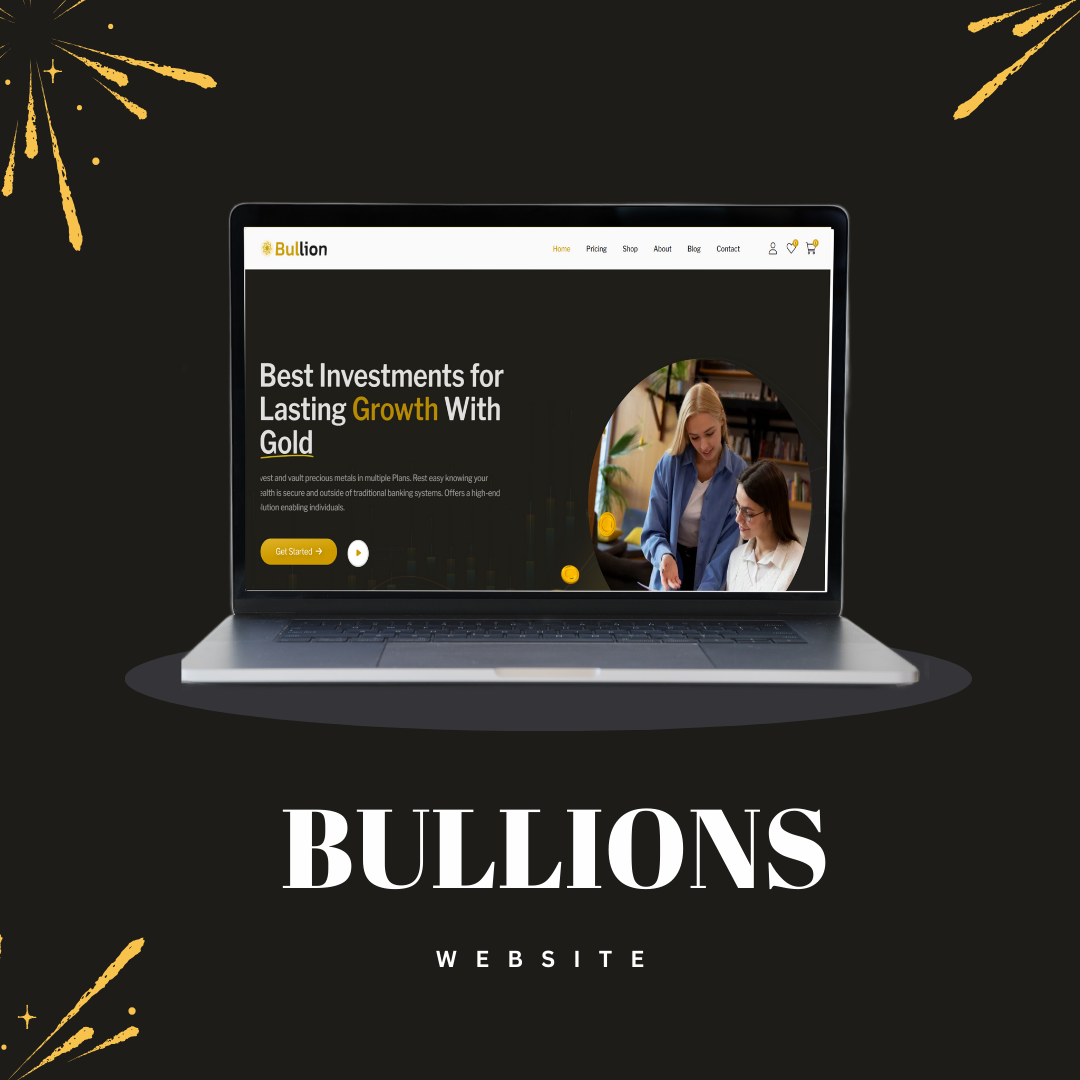 Bullion
Home Pricing Shop About Blog Contact
0 0
Best Investments for
Lasting Growth With
Gold
vest and vault precious metals in multiple Plans. Rest easy knowing your
ealth is secure and outside of traditional banking systems. Offers a high-end
lution enabling individuals.
Get Started
BULLIONS
WEBSITE